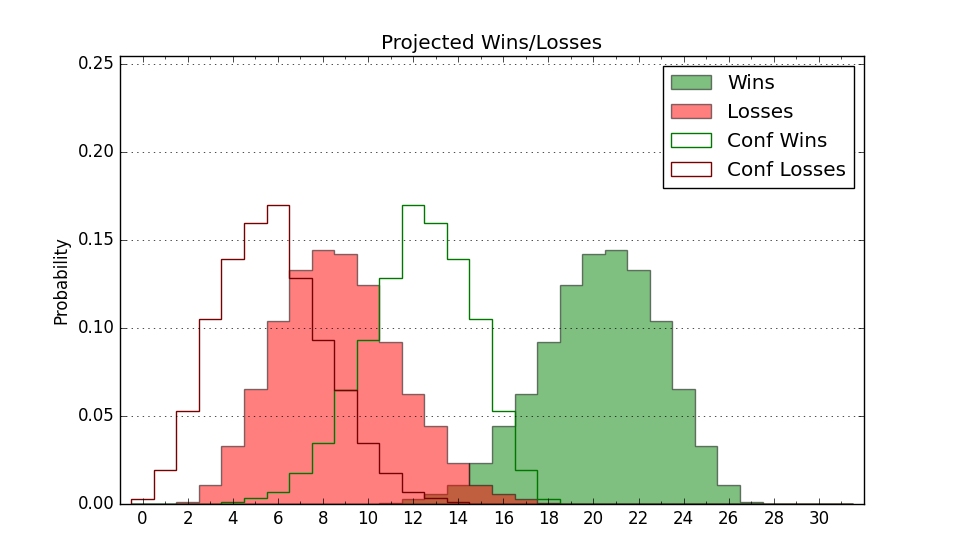 Projected Wins/Losses
0.25
0.20
0.15
0.10
0.05
0.00
Probability
Wins
Losses
Conf Wins
Conf Losses
0 2 4 6 8 10 12 14 16 18 20 22 24 26 28 30